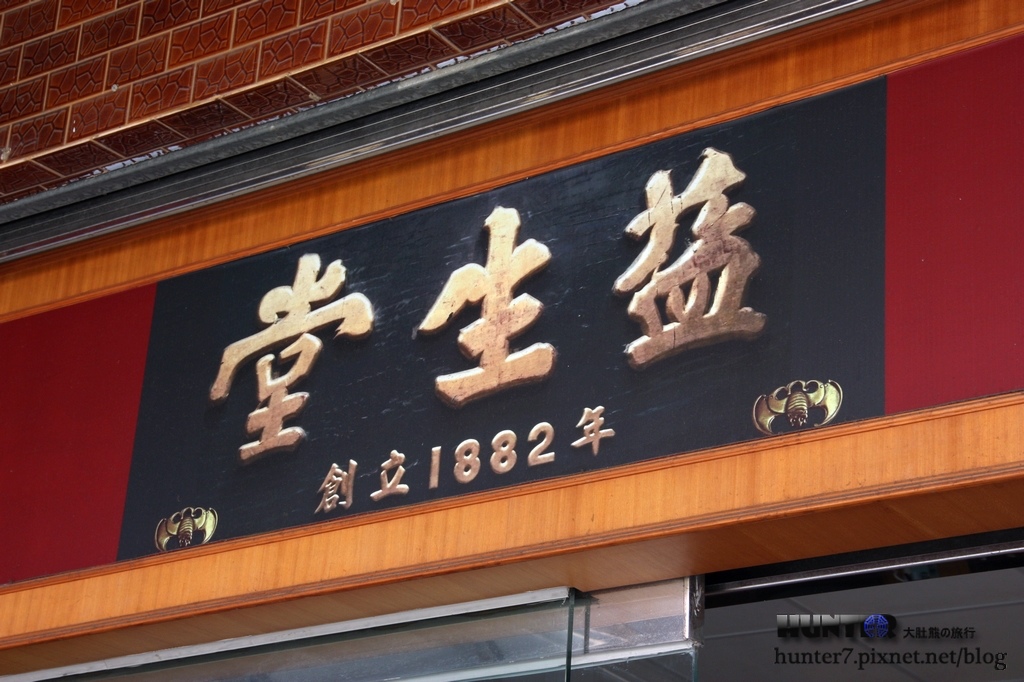 益生堂
創立1882年
HUNTER 大肚熊の旅行
hunter7.pixnet.net/blog